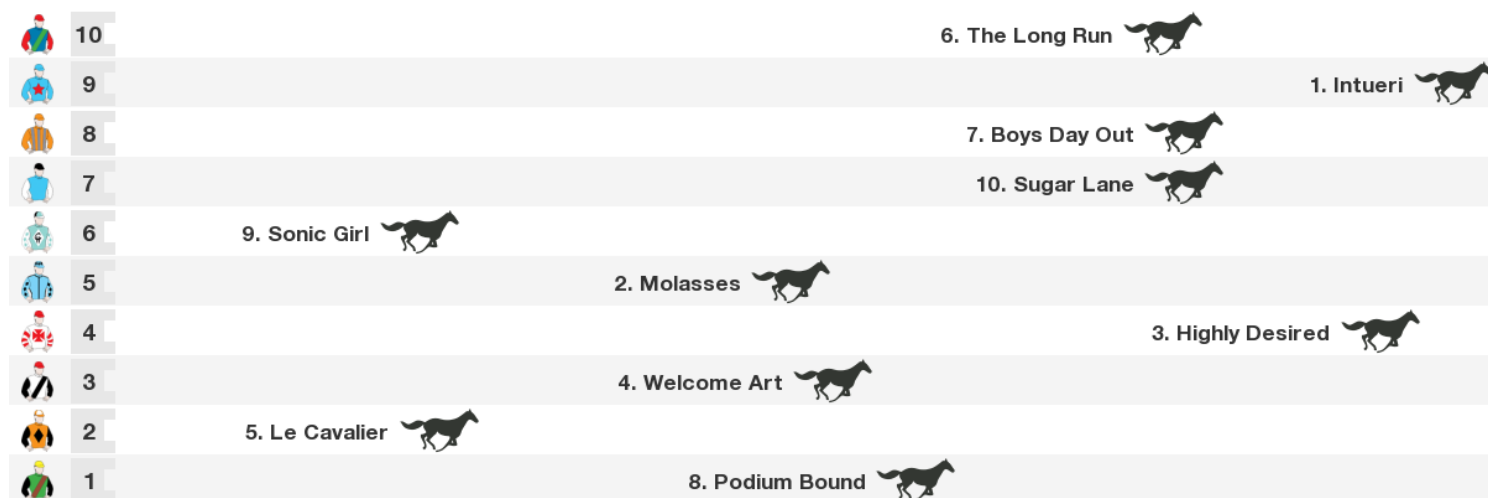 10 6. The Long Run
9 1. Intueri
8 7. Boys Day Out
7 10. Sugar Lane
6 9. Sonic Girl
5 2. Molasses
4 3. Highly Desired
3 4. Welcome Art
2 5. Le Cavalier
1 8. Podium Bound